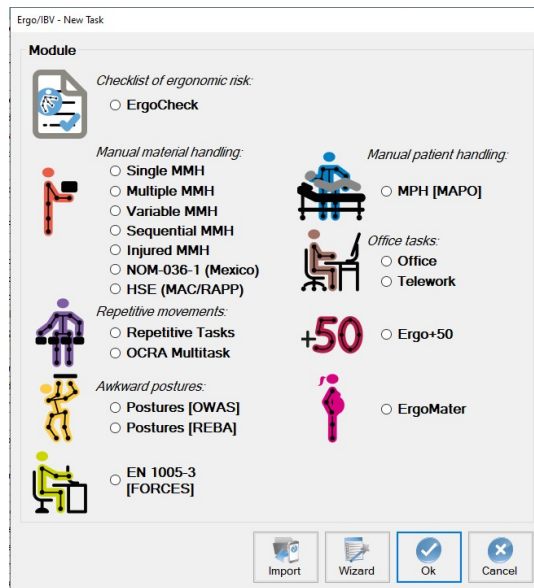 Ergo/IBV - New Task
Module
Checklist of ergonomic risk:
ErgoCheck
Manual material handling:
Single MMH
Multiple MMH
Variable MMH
Sequential MMH
Injured MMH
NOM-036-1 (Mexico)
HSE (MAC/RAPP)
Repetitive movements:
Repetitive Tasks
OCRA Multitask
Awkward postures:
Postures [OWAS]
Postures [REBA]
EN 1005-3
[FORCES]
Manual patient handling:
MPH [MAPO]
Office tasks:
Office
Telework
+50
Ergo+50
ErgoMater
Import
Wizard
Ok
Cancel